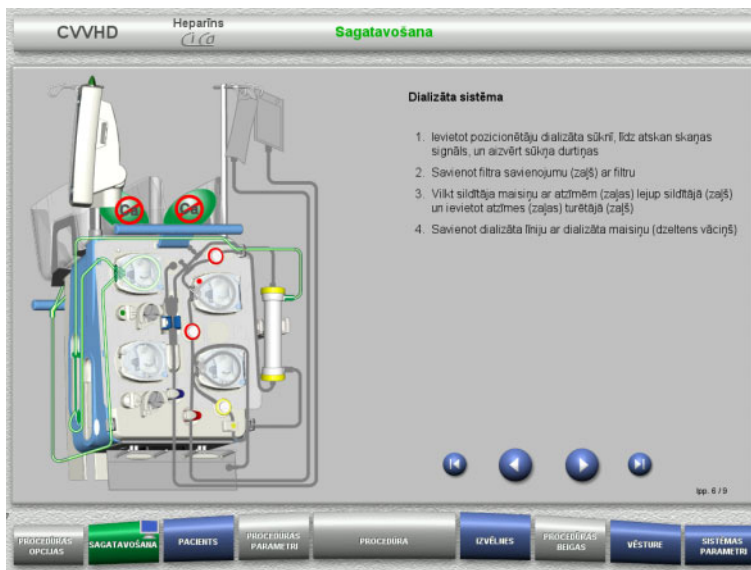 CVVHD
Heparīns
Ci Ca
Sagatavošana
Dializāta sistēma
1. Ievietot pozicionētāju dializāta sūknī, līdz atskan skaņas
signāls, un aizvērt sūkņa durtiņas
2. Savienot filtra savienojumu (zaļš) ar filtru
3. Vilkt sildītāja maisiņu ar atzīmēm (zaļas) lejup sildītājā (zaļš)
un ievietot atzīmes (zaļas) turētājā (zaļš)
4. Savienot dializāta līniju ar dializāta maisiņu (dzeltens vāciņš)
Ca
Ca
lpp. 6 / 9
PROCEDŪRAS
OPCIJAS
SAGATAVOŠANA
PACIENTS
PROCEDŪRAS
PARAMETRI
PROCEDŪRA
IZVĒLNES
PROCEDŪRAS
BEIGAS
VĒSTURE
SISTĒMAS
PARAMETRI